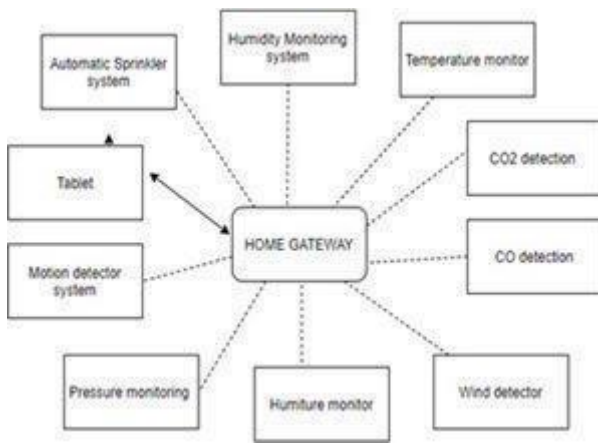 Humidity Monitoring
system
Automatic Sprinkler
system
Temperature monitor
CO2 detection
Tablet
HOME GATEWAY
CO detection
Motion detector
system
Pressure monitoring
Humiture monitor
Wind detector